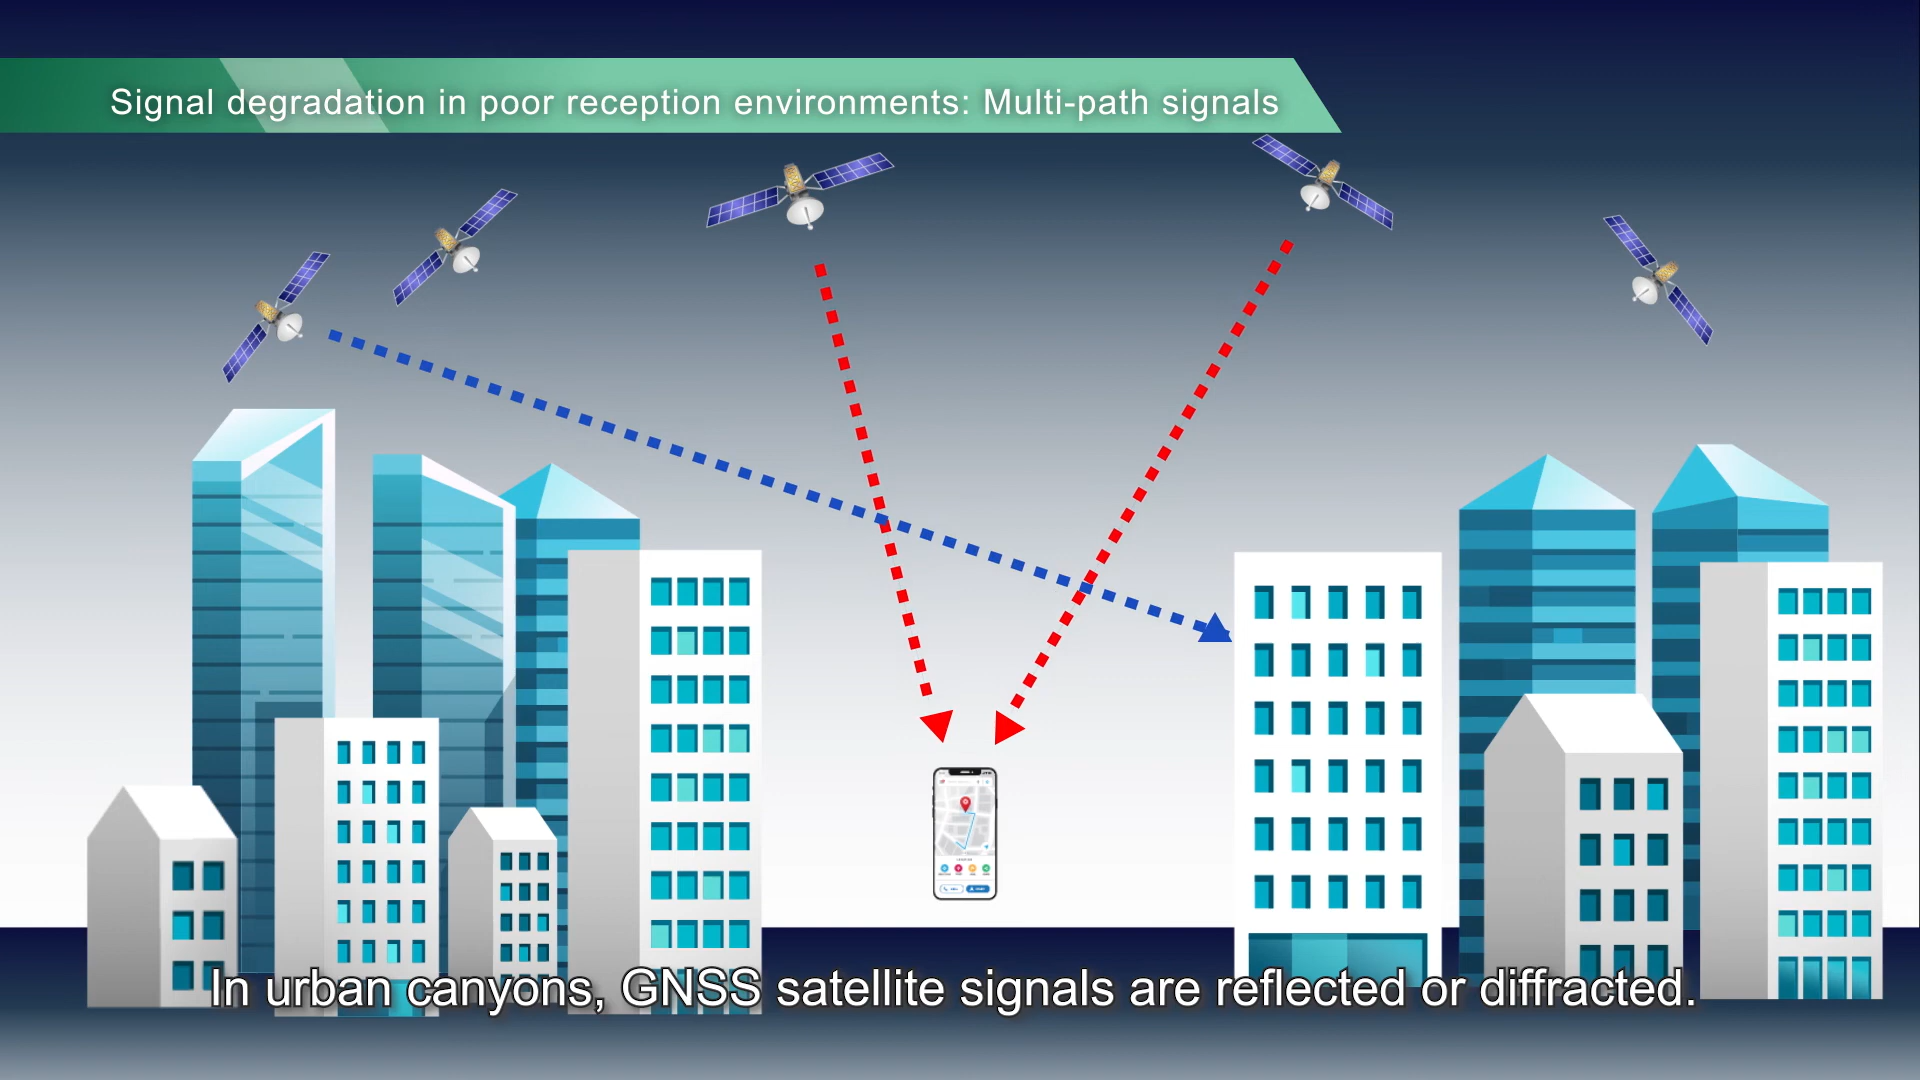 Signal degradation in poor reception environments: Multi-path signals
In urban canyons, GNSS satellite signals are reflected or diffracted.